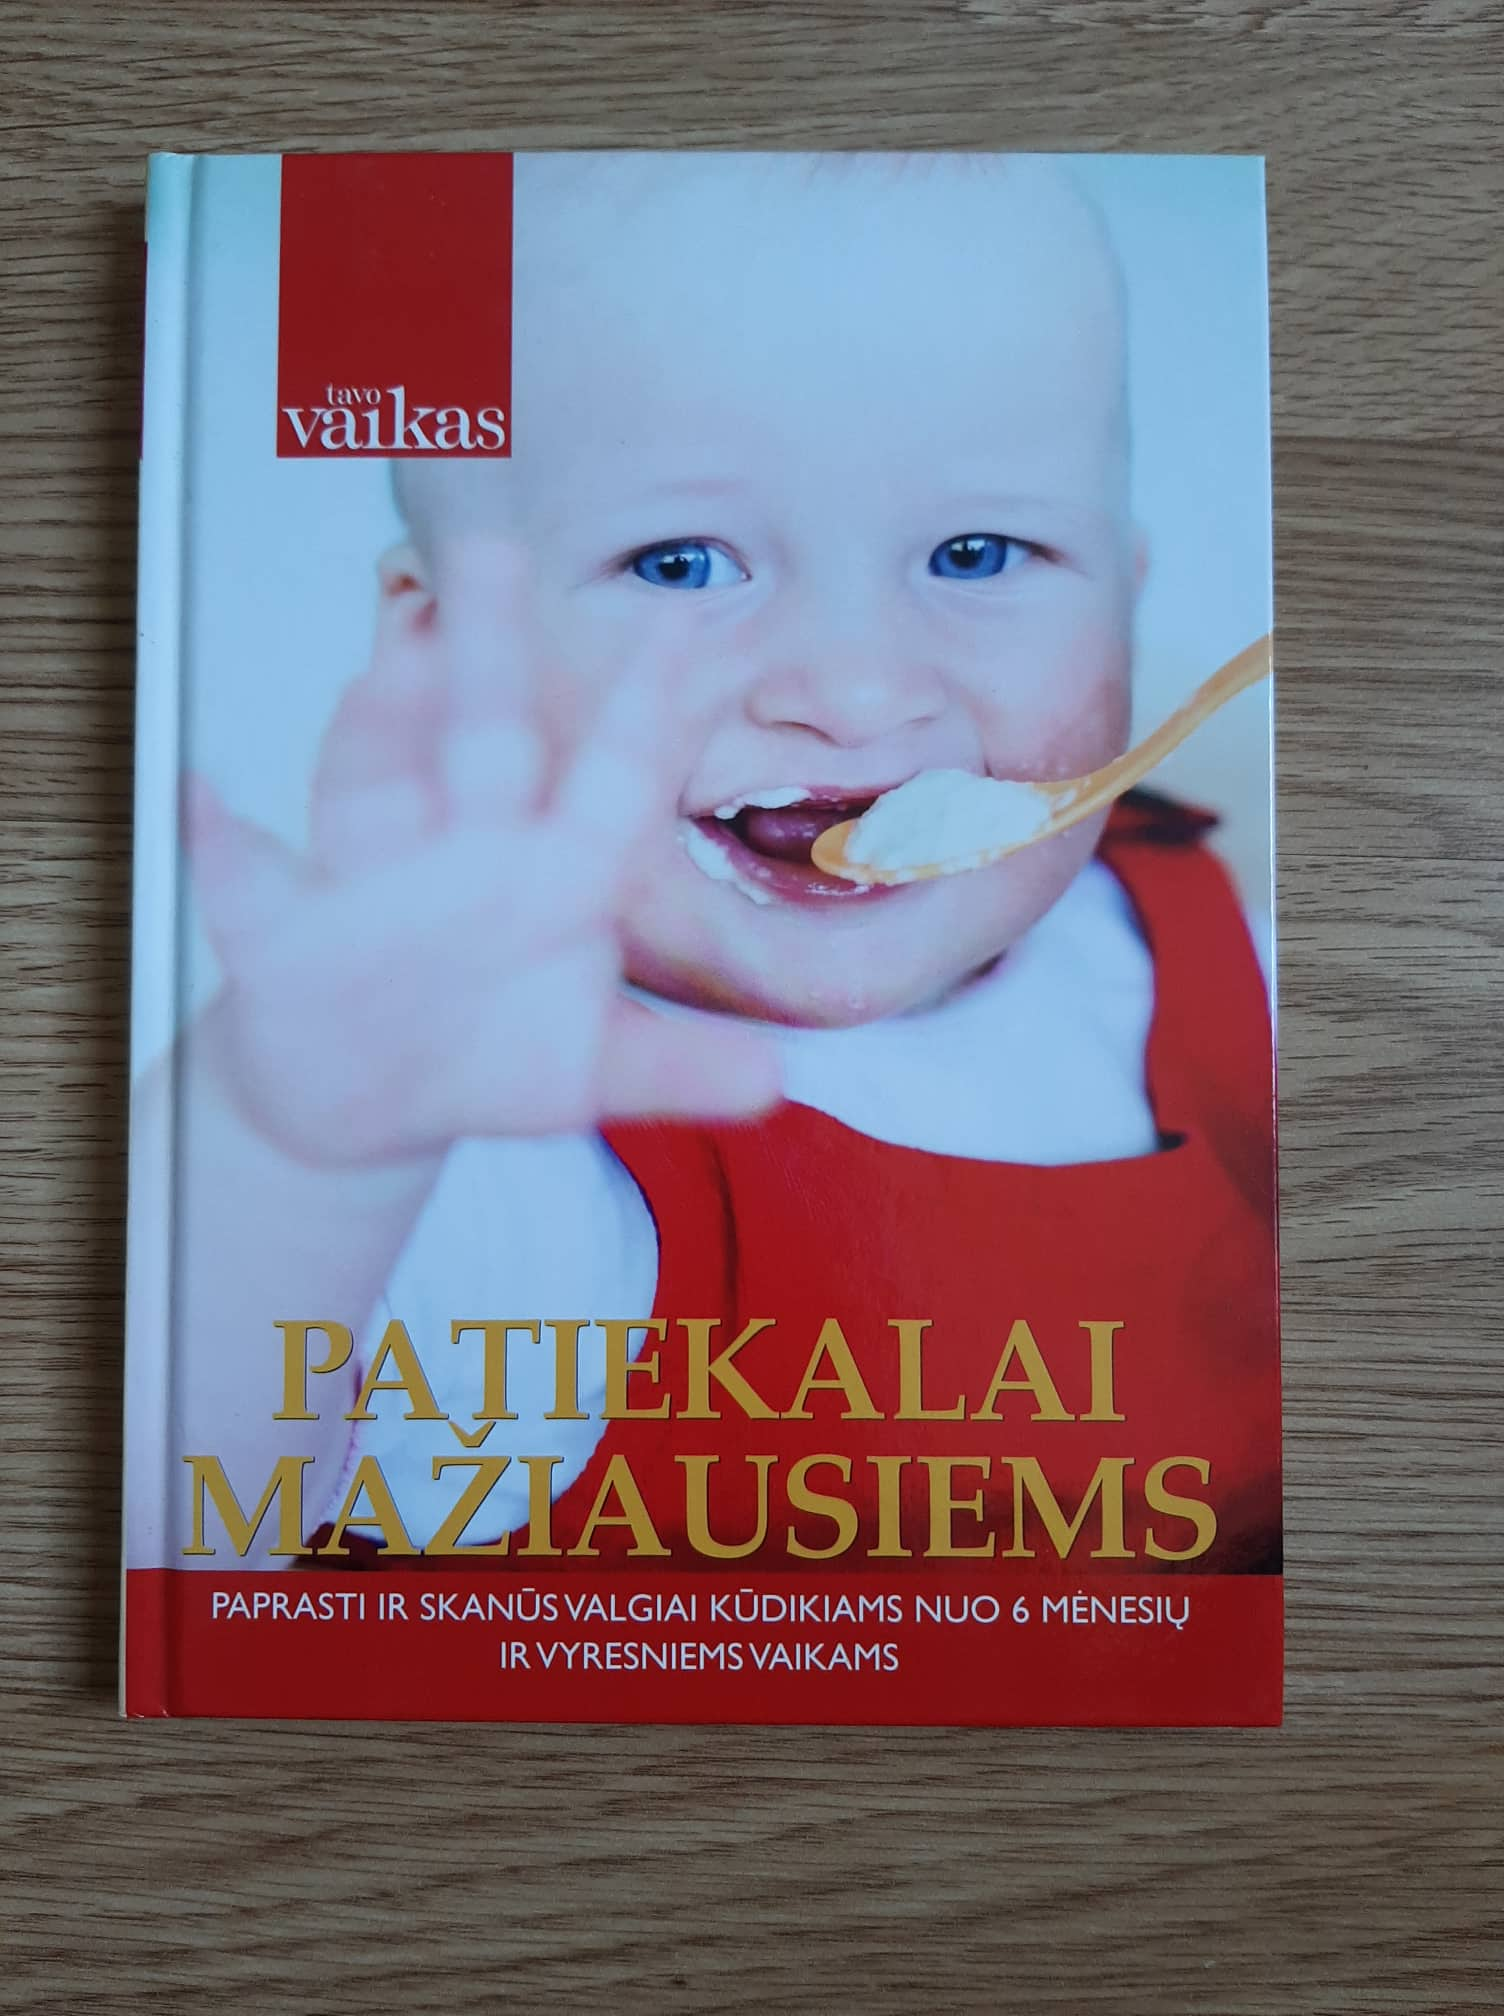 tavo
vaikas
PATIEKALAI
MAŽIAUSIEMS
PAPRASTI IR SKANŪS VALGIAI KŪDIKIAMS NUO 6 MĖNESIŲ
IR VYRESNIEMS VAIKAMS